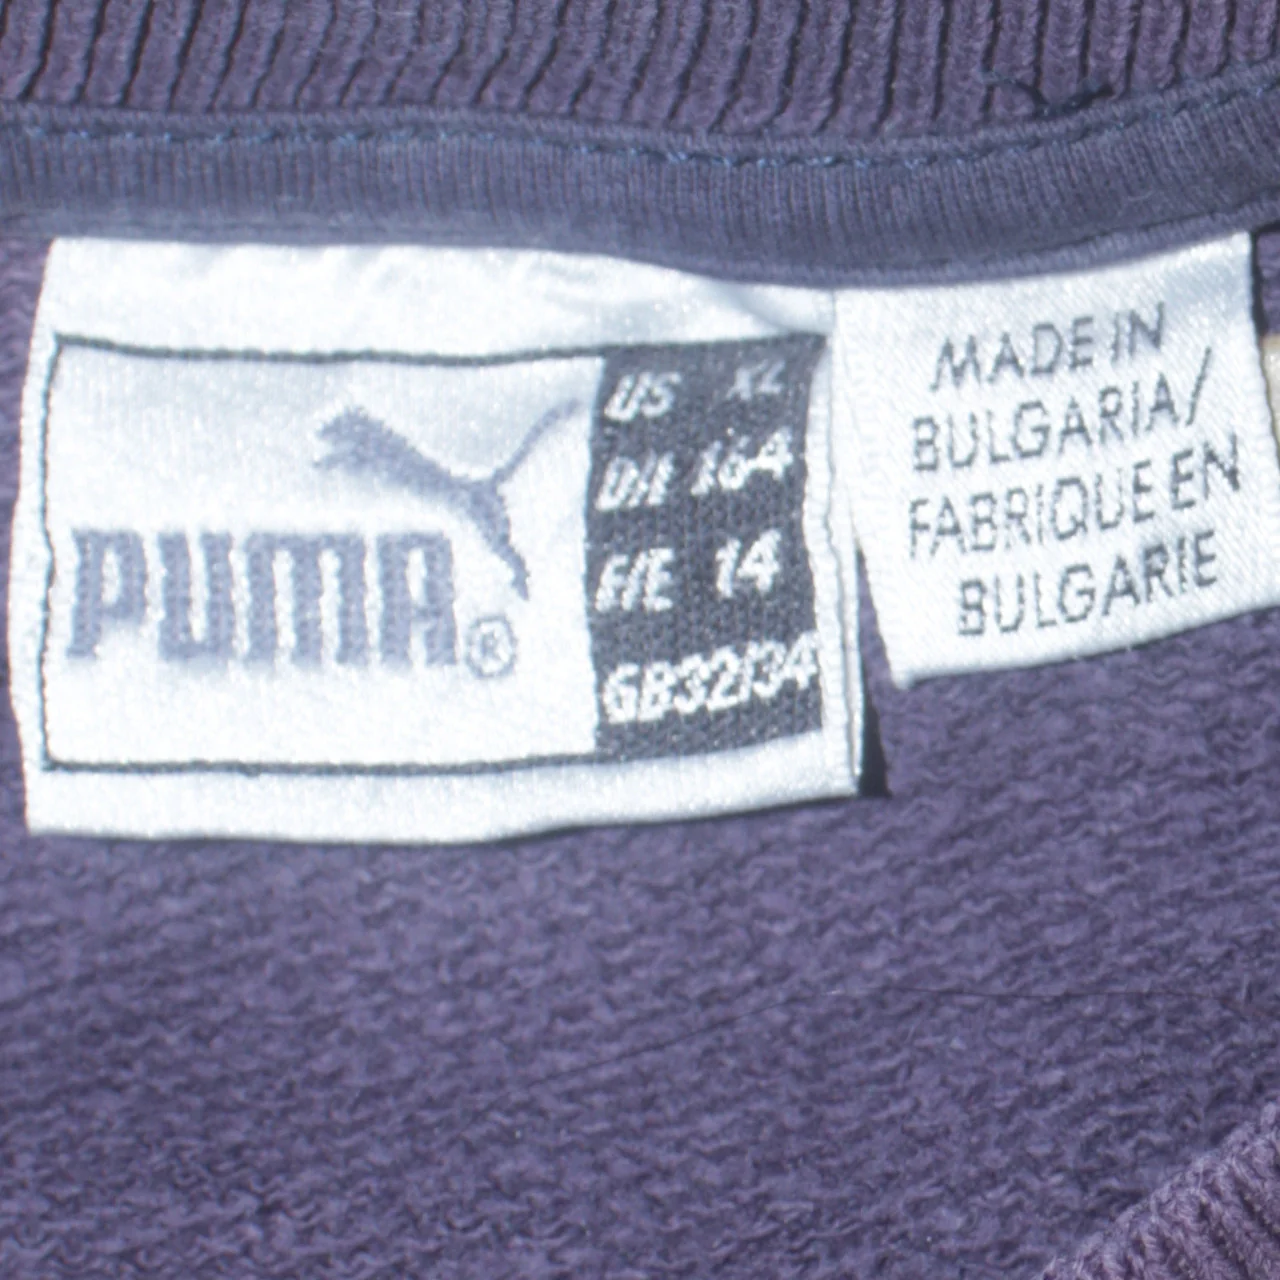 PUMA®
US XL
D/I 164
F/E 14
GB32/34
MADE IN
BULGARIA/
FABRIQUE EN
BULGARIE